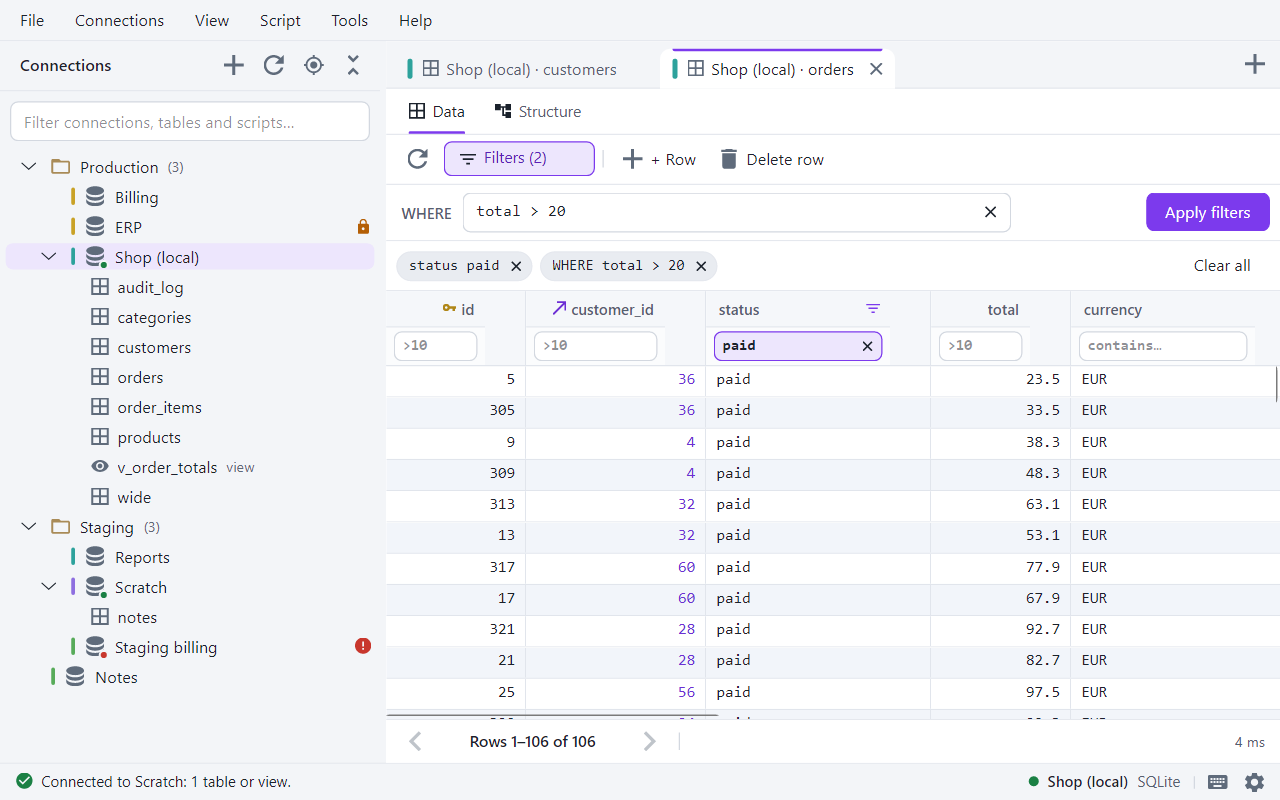 File Connections View Script Tools Help
Connections
Shop (local) · customers
Shop (local) · orders
Filter connections, tables and scripts...
Data
Structure
Production (3)
Billing
ERP
Shop (local)
audit_log
categories
customers
orders
order_items
products
v_order_totals view
wide
Staging (3)
Reports
Scratch
notes
Staging billing
Notes
Filters (2)
+ Row
Delete row
WHERE total > 20
Apply filters
status paid
WHERE total > 20
Clear all
id customer_id status total currency
>10 >10 paid >10 contains…
5 36 paid 23.5 EUR
305 36 paid 33.5 EUR
9 4 paid 38.3 EUR
309 4 paid 48.3 EUR
313 32 paid 63.1 EUR
13 32 paid 53.1 EUR
317 60 paid 77.9 EUR
17 60 paid 67.9 EUR
321 28 paid 92.7 EUR
21 28 paid 82.7 EUR
25 56 paid 97.5 EUR
Rows 1–106 of 106
4 ms
Connected to Scratch: 1 table or view.
Shop (local) SQLite